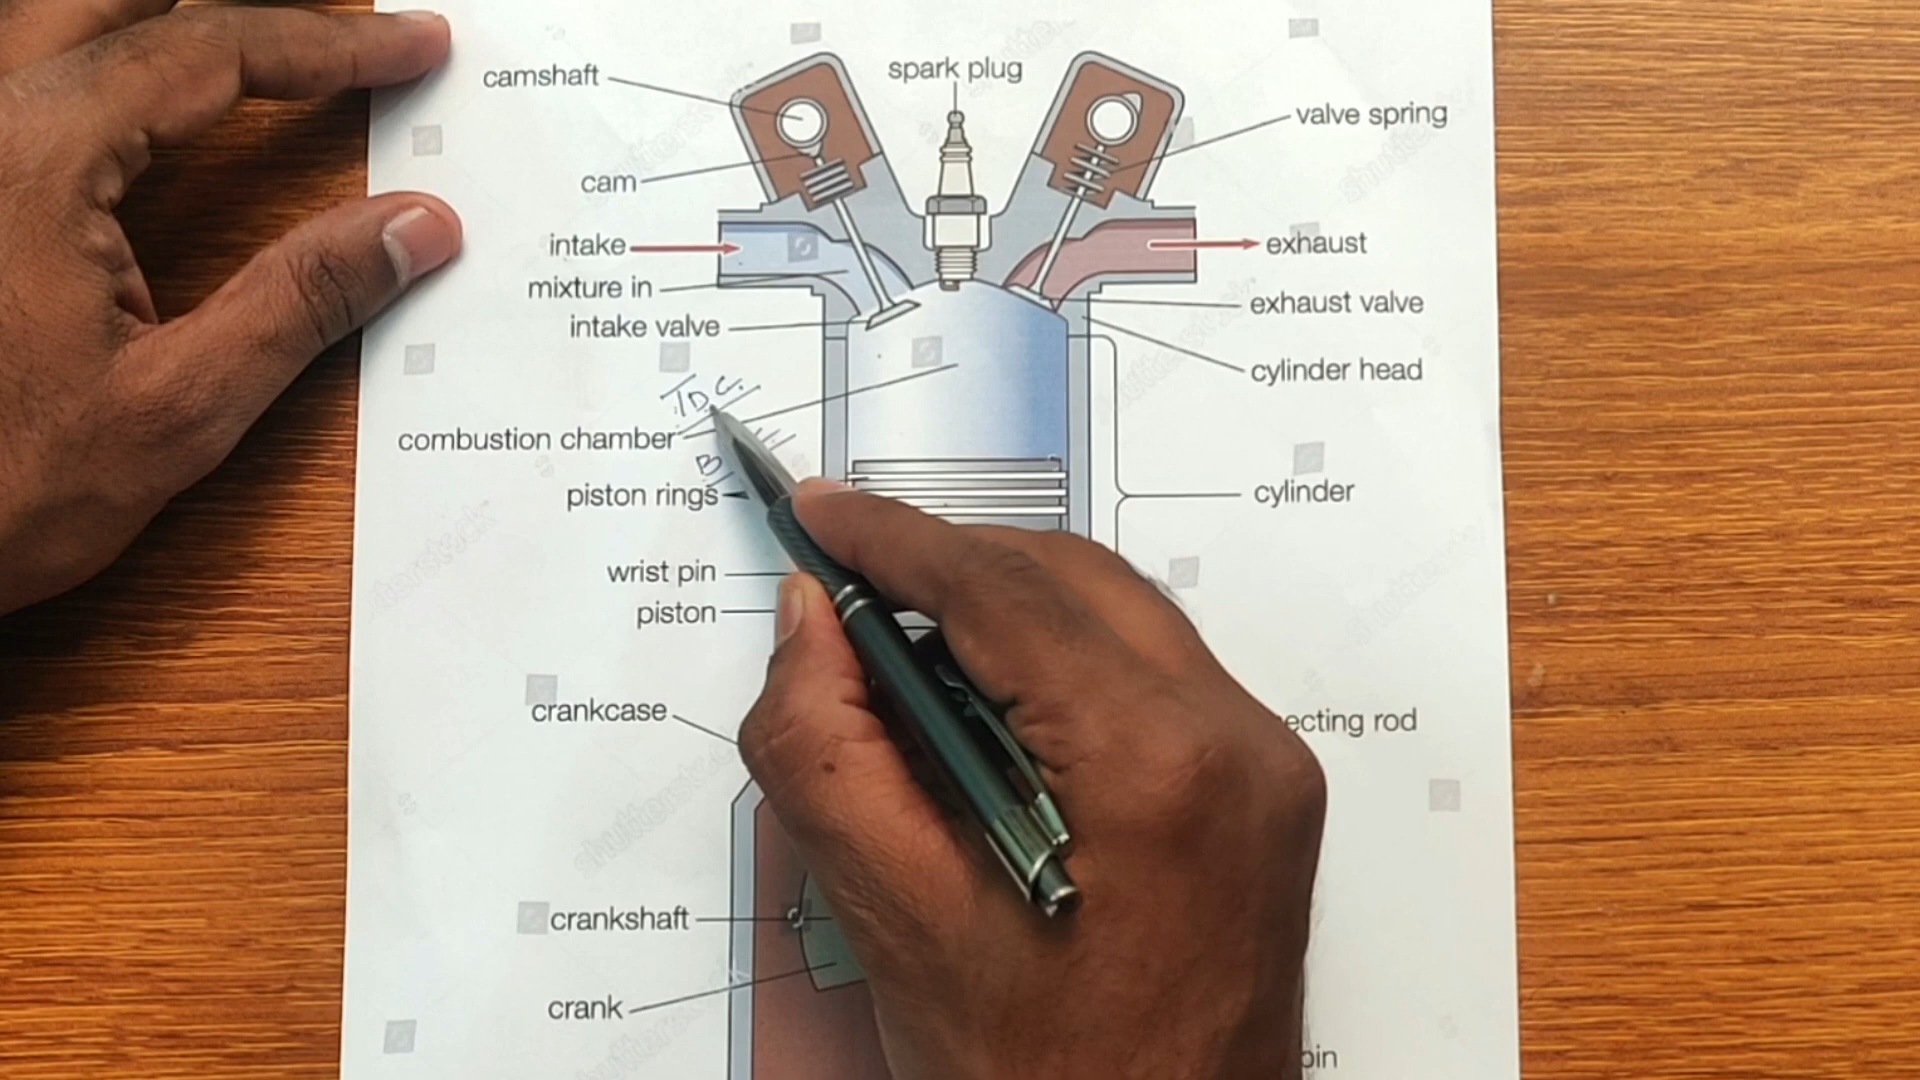 camshaft
spark plug
valve spring
cam
intake
exhaust
mixture in
exhaust valve
intake valve
cylinder head
T.D.C.
combustion chamber
B
piston rings
cylinder
wrist pin
piston
crankcase
ecting rod
crankshaft
crank
pin
shutterstock